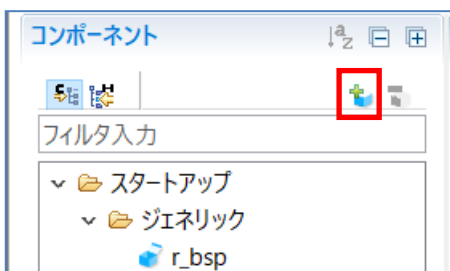 コンポーネント
フィルタ入力
スタートアップ
ジェネリック
r_bsp